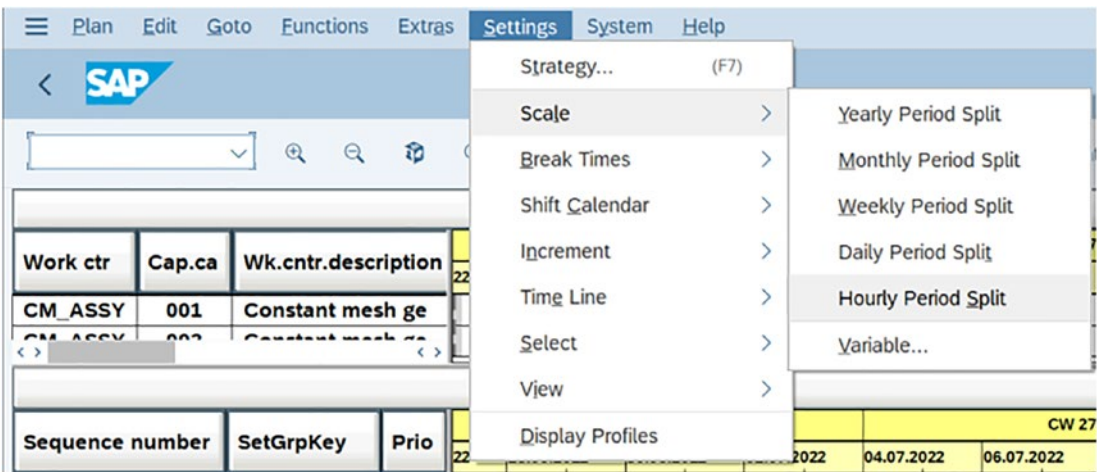 Plan Edit Goto Functions Extras Settings System Help
SAP
Strategy... (F7)
Scale
Break Times
Shift Calendar
Increment
Time Line
Select
View
Display Profiles
Yearly Period Split
Monthly Period Split
Weekly Period Split
Daily Period Split
Hourly Period Split
Variable...
Work ctr Cap.ca Wk.cntr.description 22
CM_ASSY 001 Constant mesh ge
CW 27
Sequence number SetGrpKey Prio 22 2022 04.07.2022 06.07.2022